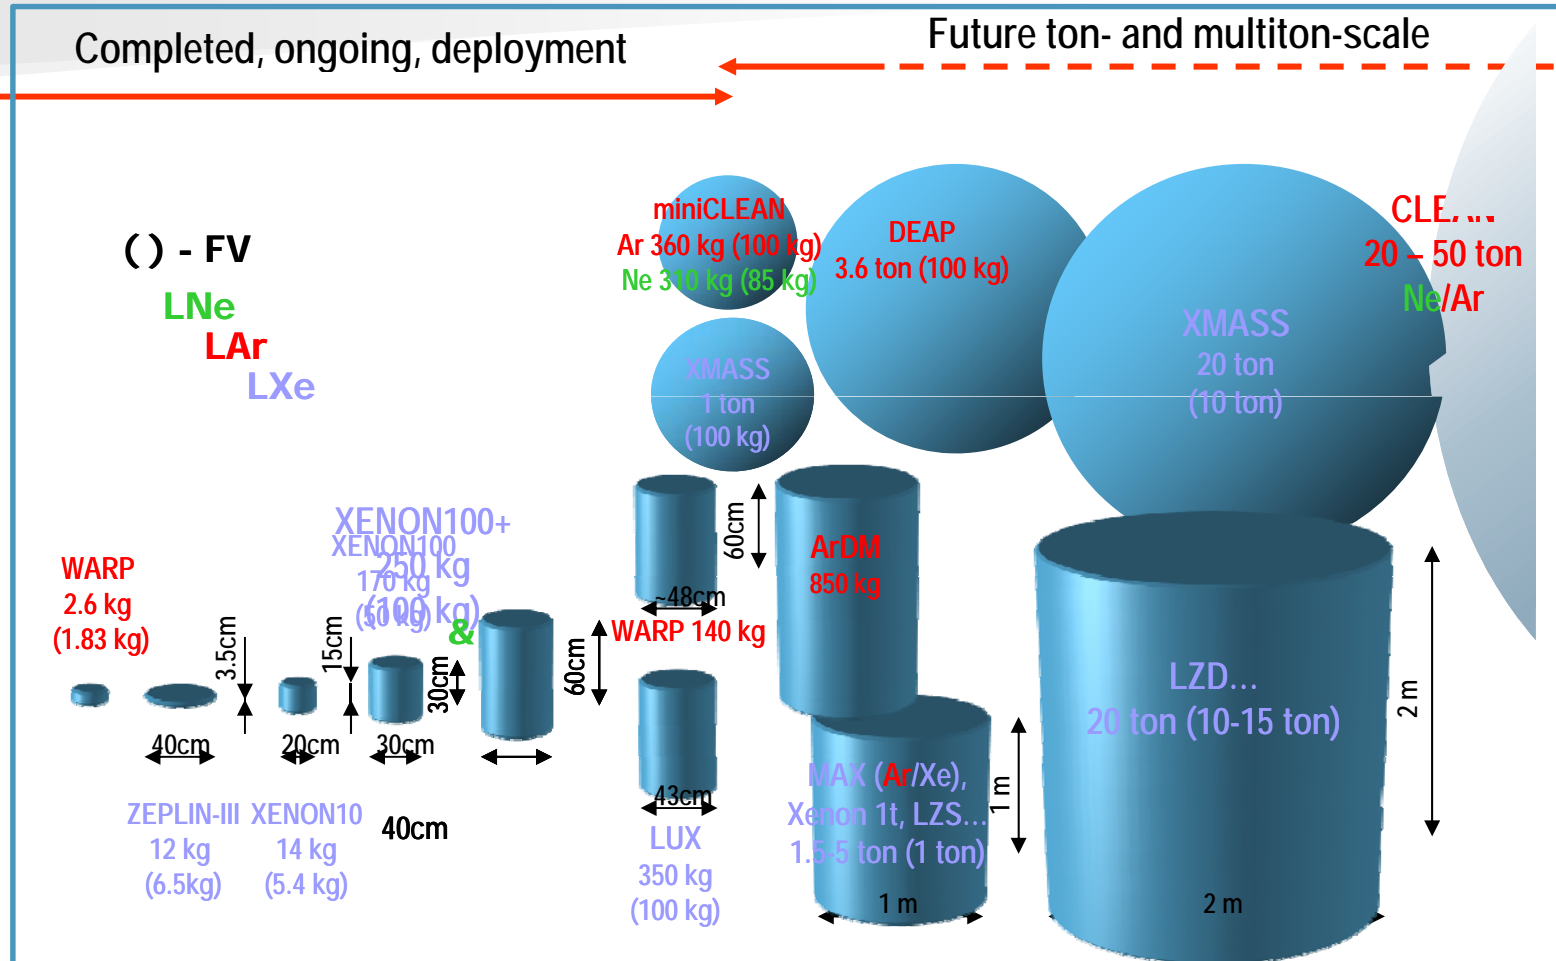 Completed, ongoing, deployment
Future ton- and multiton-scale
( ) - FV
LNe
LAr
LXe
miniCLEAN
Ar 360 kg (100 kg)
Ne 310 kg (85 kg)
DEAP
3.6 ton (100 kg)
XMASS
20 ton
(10 ton)
CLEAN
20 – 50 ton
Ne/Ar
XMASS
1 ton
(100 kg)
WARP
2.6 kg
(1.83 kg)
3.5cm
40cm
ZEPLIN-III
12 kg
(6.5kg)
15cm
20cm
XENON10
14 kg
(5.4 kg)
XENON100+
250 kg
(100 kg)
XENON100
170 kg
(50 kg)
&
30cm
30cm
40cm
60cm
60cm
~48cm
WARP 140 kg
43cm
LUX
350 kg
(100 kg)
ArDM
850 kg
MAX (Ar/Xe),
Xenon 1t, LZS...
1.5-5 ton (1 ton)
1 m
1 m
LZD...
20 ton (10-15 ton)
2 m
2 m